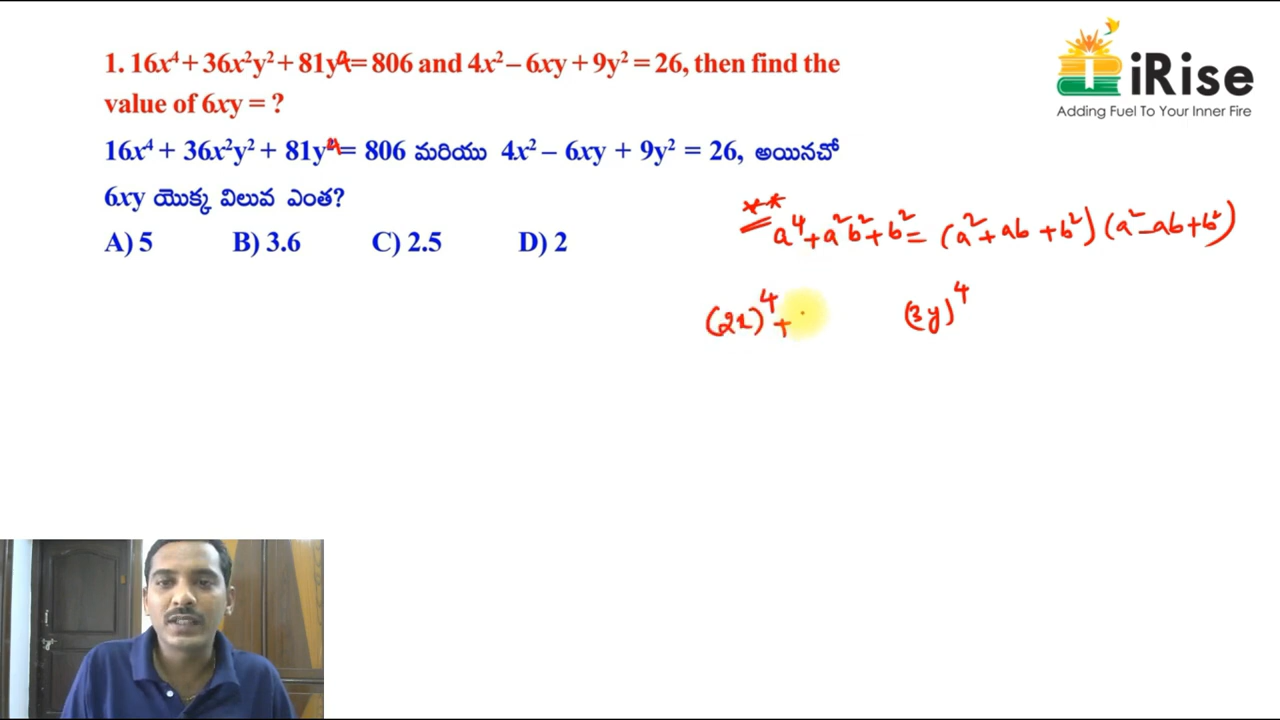 1. 16x⁴ + 36x²y² + 81y⁴ = 806 and 4x² – 6xy + 9y² = 26, then find the
value of 6xy = ?
16x⁴ + 36x²y² + 81y⁴ = 806 మరియు 4x² – 6xy + 9y² = 26, అయినచో
6xy యొక్క విలువ ఎంత?
A) 5 B) 3.6 C) 2.5 D) 2
iRise
Adding Fuel To Your Inner Fire
a⁴ + a²b² + b² = (a² + ab + b²) (a² – ab + b²)
(2x)⁴ + (3y)⁴